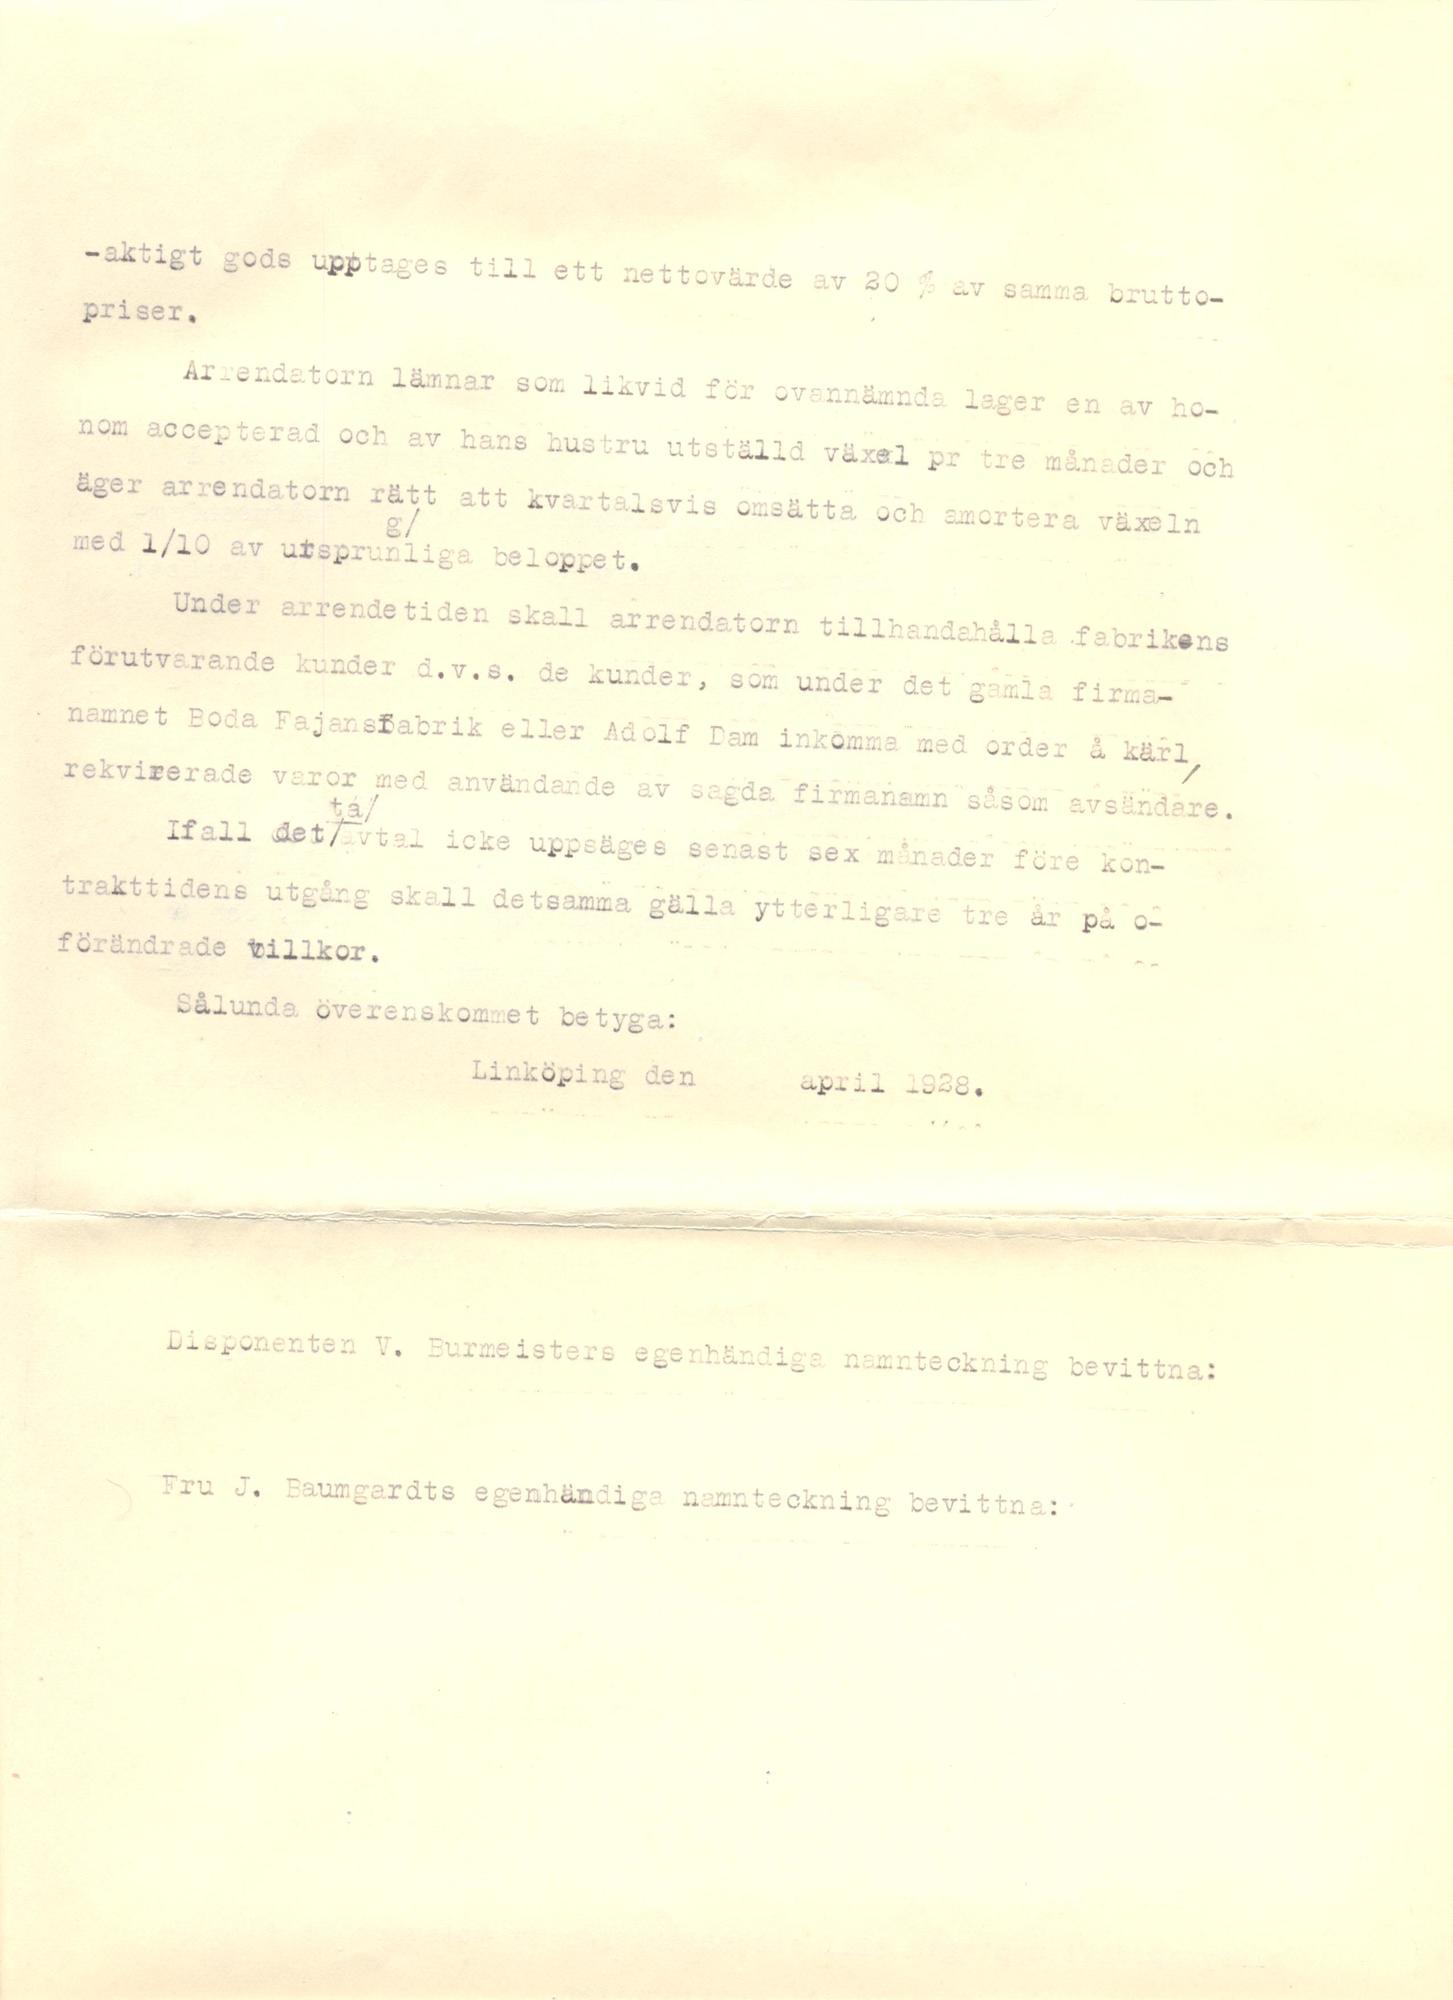 -aktigt gods upptages till ett nettovärde av 20 % av samma brutto-
priser.
Arrendatorn lämnar som likvid för ovannämnda lager en av ho-
nom accepterad och av hans hustru utställd växel pr tre månader och
äger arrendatorn rätt att kvartalsvis omsätta och amortera växeln
g/
med 1/10 av ursprunliga beloppet.
Under arrendetiden skall arrendatorn tillhandahålla fabrikens
förutvarande kunder d.v.s. de kunder, som under det gamla firma-
namnet Boda Fajansfabrik eller Adolf Dam inkomma med order å kärl,
rekvirerade varor med användande av sagda firmanamn såsom avsändare.
ta/
Ifall det/avtal icke uppsäges senast sex månader före kon-
trakttidens utgång skall detsamma gälla ytterligare tre år på o-
förändrade villkor.
Sålunda överenskommet betyga:
Linköping den april 1928.
Disponenten V. Burmeisters egenhändiga namnteckning bevittna:
Fru J. Baumgardts egenhändiga namnteckning bevittna: